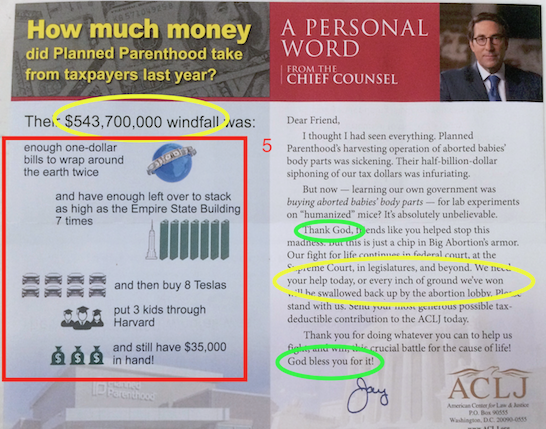 How much money
did Planned Parenthood take
from taxpayers last year?
Their $543,700,000 windfall was:
5
enough one-dollar
bills to wrap around
the earth twice
and have enough left over to stack
as high as the Empire State Building
7 times
and then buy 8 Teslas
put 3 kids through
Harvard
and still have $35,000
in hand!
Planned
Parenthood
A PERSONAL
WORD
FROM THE
CHIEF COUNSEL
Dear Friend,
I thought I had seen everything. Planned
Parenthood's harvesting operation of aborted babies'
body parts was sickening. Their half-billion-dollar
siphoning of our tax dollars was infuriating.
But now — learning our own government was
buying aborted babies' body parts — for lab experiments
on "humanized" mice? It's absolutely unbelievable.
Thank God, friends like you helped stop this
madness. But this is just a chip in Big Abortion's armor.
Our fight for life continues in federal court, at the
Supreme Court, in legislatures, and beyond. We need
your help today, or every inch of ground we've won
will be swallowed back up by the abortion lobby. Please
stand with us. Send your most generous possible tax-
deductible contribution to the ACLJ today.
Thank you for doing whatever you can to help us
fight, and win, this crucial battle for the cause of life!
God bless you for it!
Jay
ACLJ
American Center for Law & Justice
P.O. Box 90555
Washington, D.C. 20090-0555